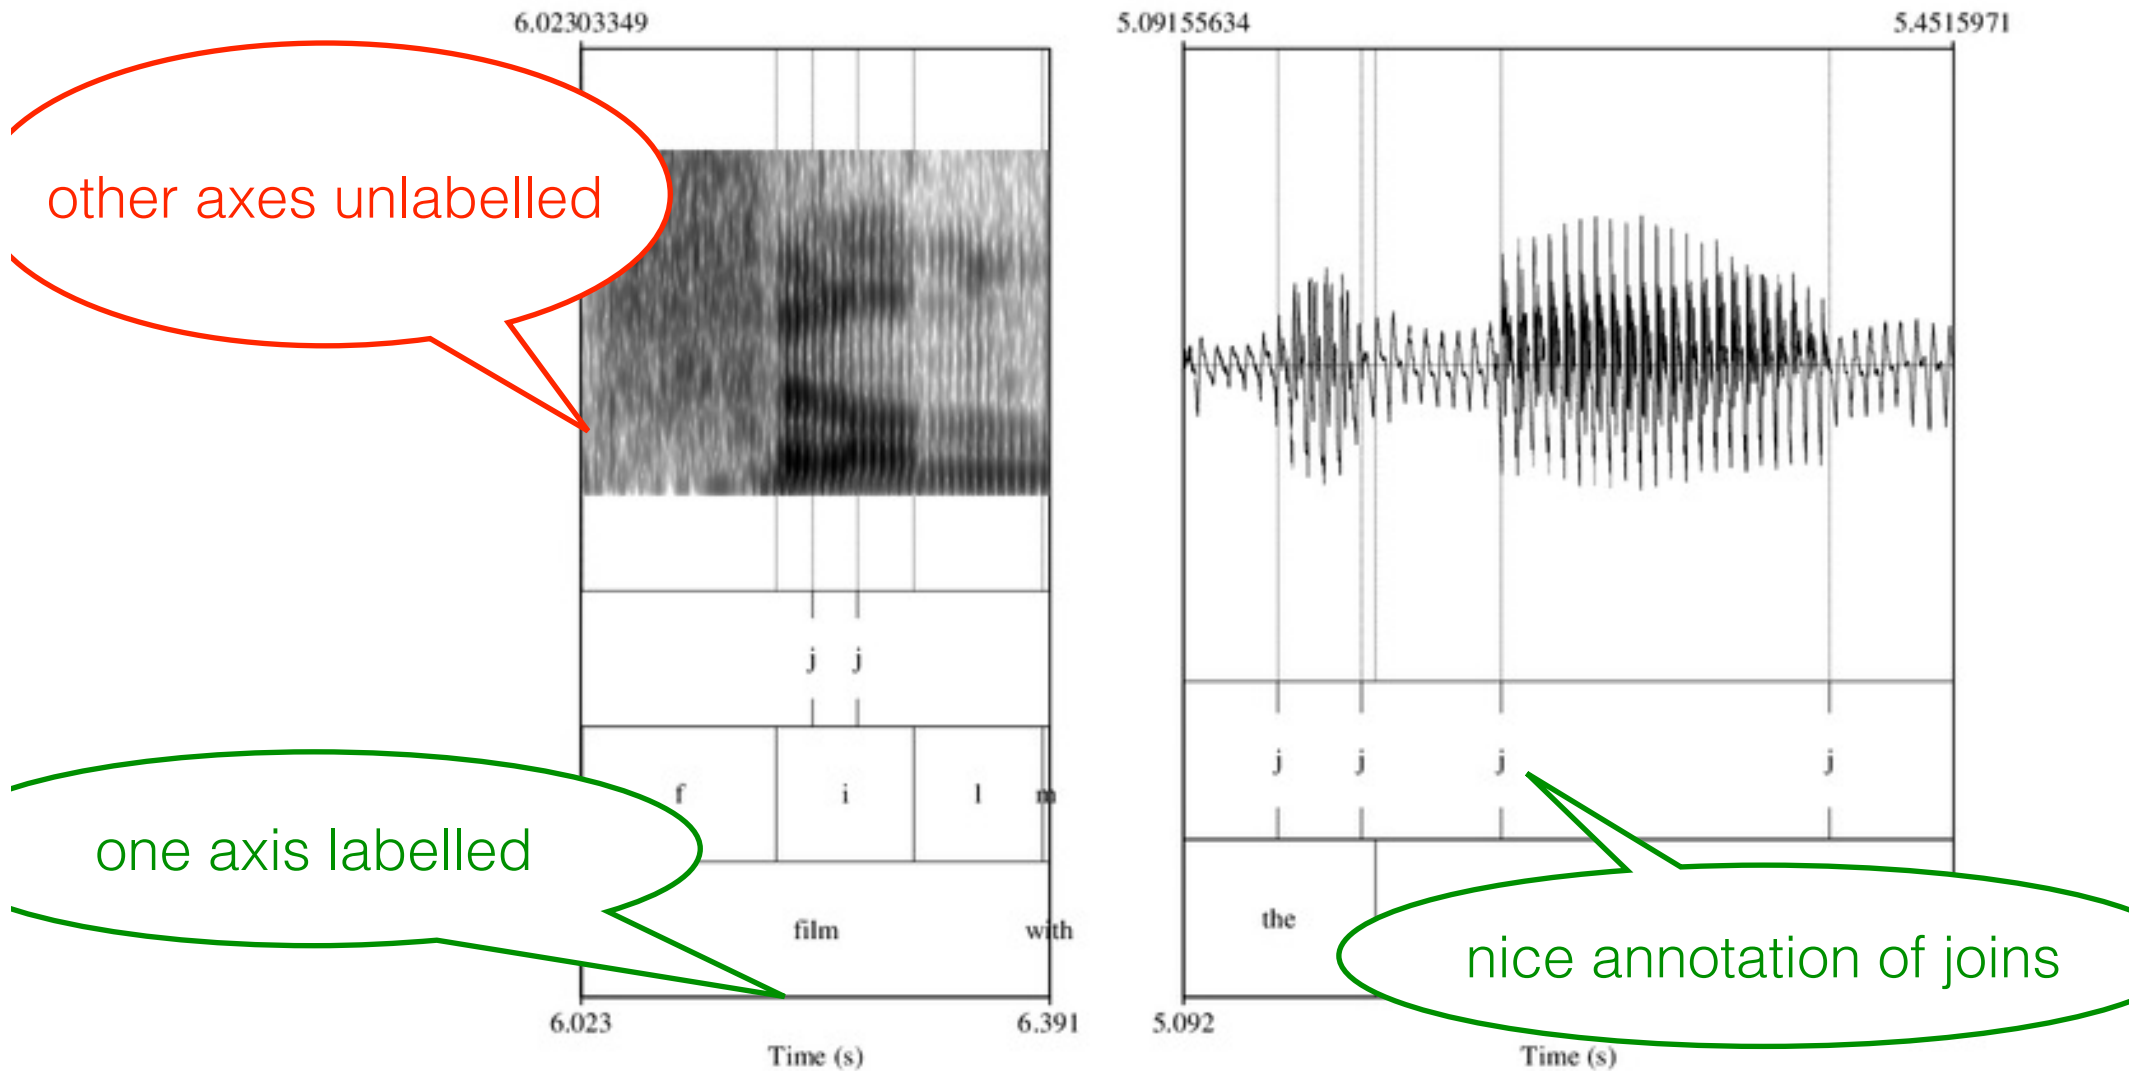 6.02303349
5.09155634 5.4515971
other axes unlabelled
j j
j j j j
f i l m
one axis labelled
film with
the
nice annotation of joins
6.023 6.391
5.092
Time (s)
Time (s)